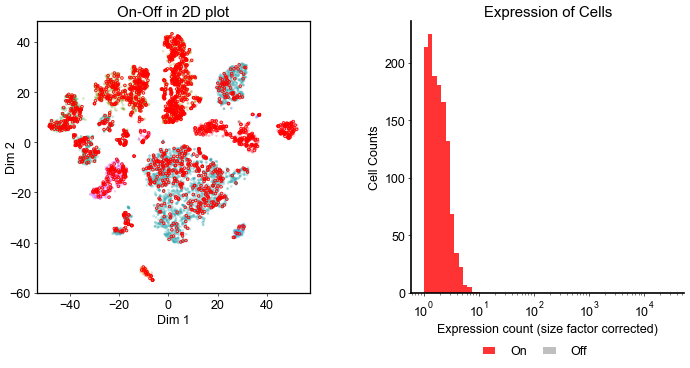 On-Off in 2D plot
40
20
0
−20
−40
−60
Dim 2
−40 −20 0 20 40
Dim 1
Expression of Cells
200
150
100
50
0
Cell Counts
10^0 10^1 10^2 10^3 10^4
Expression count (size factor corrected)
On Off